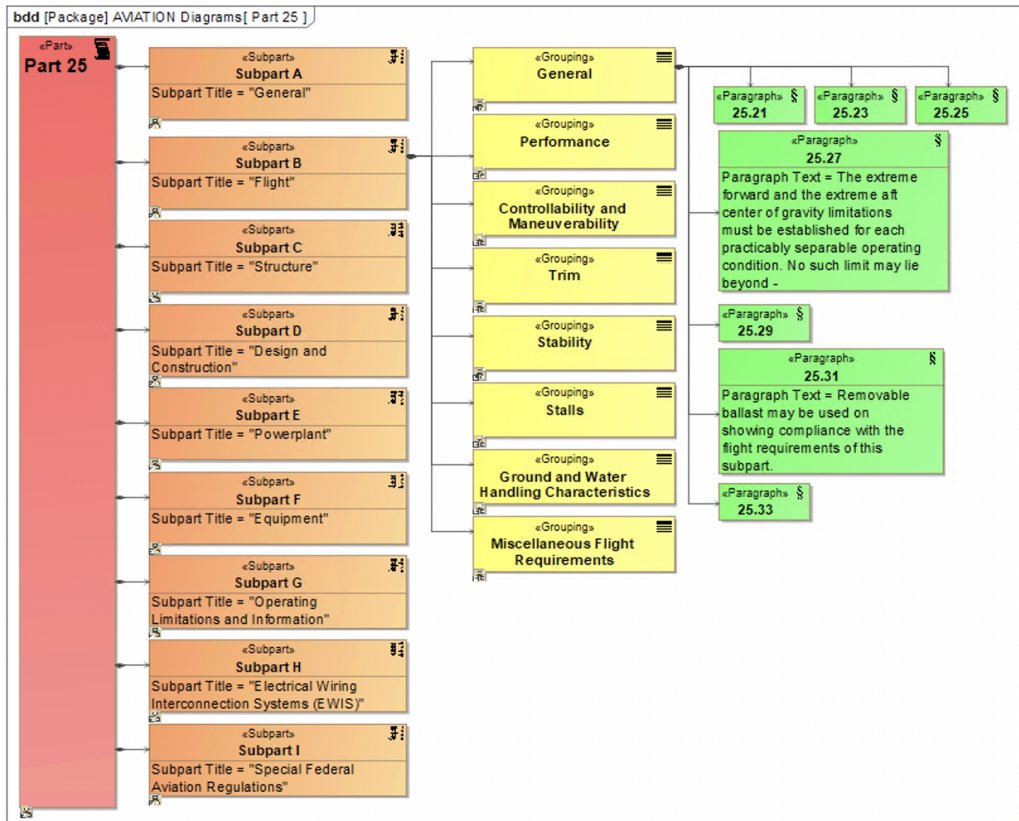 bdd [Package] AVIATION Diagrams[ Part 25 ]
«Part»
Part 25
«Subpart»
Subpart A
Subpart Title = "General"
«Subpart»
Subpart B
Subpart Title = "Flight"
«Subpart»
Subpart C
Subpart Title = "Structure"
«Subpart»
Subpart D
Subpart Title = "Design and
Construction"
«Subpart»
Subpart E
Subpart Title = "Powerplant"
«Subpart»
Subpart F
Subpart Title = "Equipment"
«Subpart»
Subpart G
Subpart Title = "Operating
Limitations and Information"
«Subpart»
Subpart H
Subpart Title = "Electrical Wiring
Interconnection Systems (EWIS)"
«Subpart»
Subpart I
Subpart Title = "Special Federal
Aviation Regulations"
«Grouping»
General
«Grouping»
Performance
«Grouping»
Controllability and
Maneuverability
«Grouping»
Trim
«Grouping»
Stability
«Grouping»
Stalls
«Grouping»
Ground and Water
Handling Characteristics
«Grouping»
Miscellaneous Flight
Requirements
«Paragraph» §
25.21
«Paragraph» §
25.23
«Paragraph» §
25.25
«Paragraph» §
25.27
Paragraph Text = The extreme
forward and the extreme aft
center of gravity limitations
must be established for each
practicably separable operating
condition. No such limit may lie
beyond -
«Paragraph» §
25.29
«Paragraph» §
25.31
Paragraph Text = Removable
ballast may be used on
showing compliance with the
flight requirements of this
subpart.
«Paragraph» §
25.33